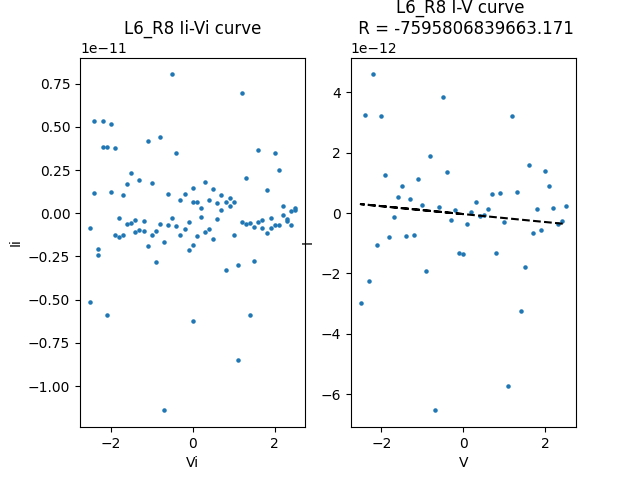 L6_R8 Ii-Vi curve
1e−11
0.75
0.50
0.25
0.00
−0.25
−0.50
−0.75
−1.00
Ii
−2
0
2
Vi
L6_R8 I-V curve
R = -7595806839663.171
1e−12
4
2
0
−2
−4
−6
I
−2
0
2
V